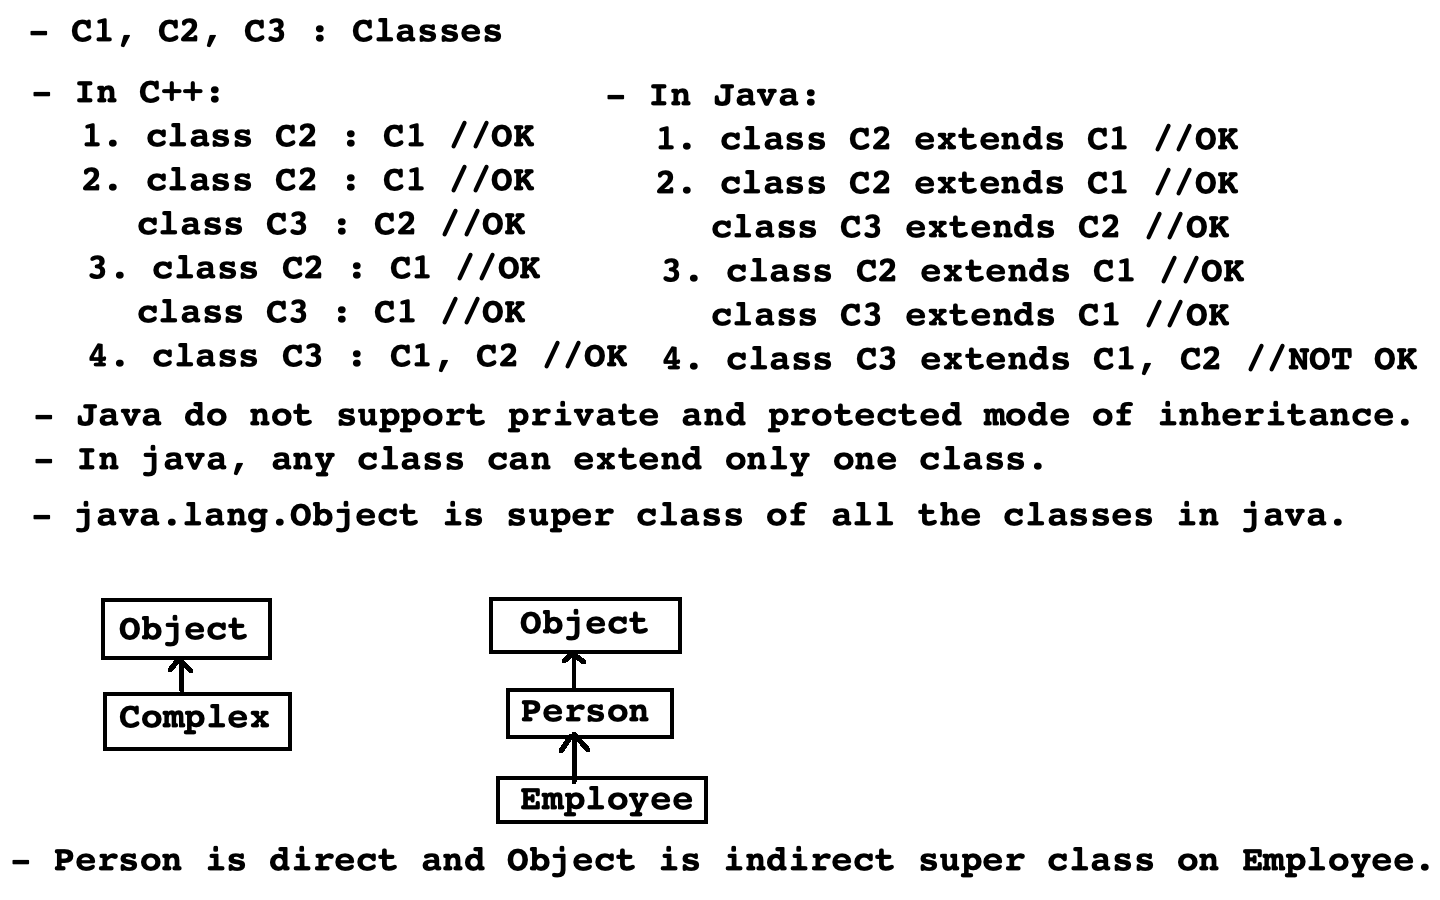 - C1, C2, C3 : Classes
- In C++:
1. class C2 : C1 //OK
2. class C2 : C1 //OK
class C3 : C2 //OK
3. class C2 : C1 //OK
class C3 : C1 //OK
4. class C3 : C1, C2 //OK
- In Java:
1. class C2 extends C1 //OK
2. class C2 extends C1 //OK
class C3 extends C2 //OK
3. class C2 extends C1 //OK
class C3 extends C1 //OK
4. class C3 extends C1, C2 //NOT OK
- Java do not support private and protected mode of inheritance.
- In java, any class can extend only one class.
- java.lang.Object is super class of all the classes in java.
Object
Complex
Object
Person
Employee
- Person is direct and Object is indirect super class on Employee.